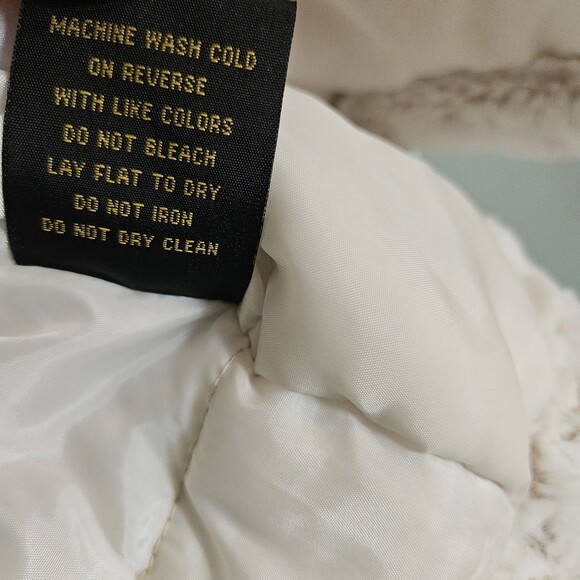 MACHINE WASH COLD
ON REVERSE
WITH LIKE COLORS
DO NOT BLEACH
LAY FLAT TO DRY
DO NOT IRON
DO NOT DRY CLEAN